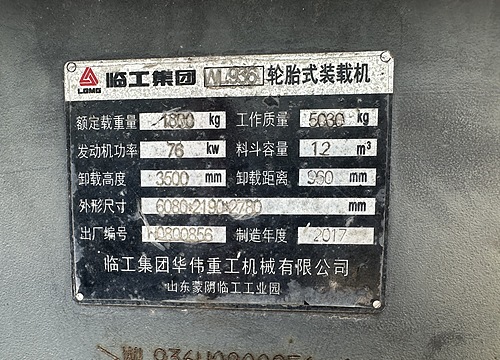 LGMG 临工集团 WL936 轮胎式装载机
额定载重量 1800 kg 工作质量 5030 kg
发动机功率 76 kw 料斗容量 1.2 m³
卸载高度 3500 mm 卸载距离 960 mm
外形尺寸 6080×2190×2780 mm
出厂编号 H0800856 制造年度 2017
临工集团华伟重工机械有限公司
山东蒙阴临工工业园